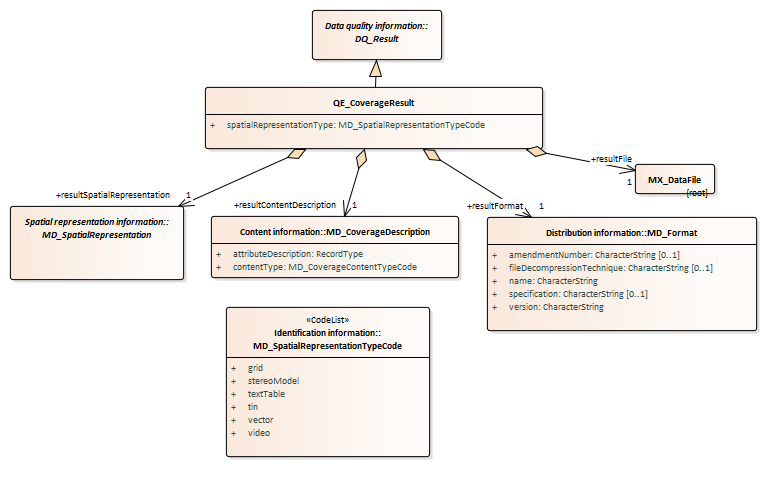 Data quality information::
DQ_Result
QE_CoverageResult
+ spatialRepresentationType: MD_SpatialRepresentationTypeCode
+resultFile
1
MX_DataFile
{root}
+resultSpatialRepresentation 1
+resultContentDescription 1
+resultFormat 1
Spatial representation information::
MD_SpatialRepresentation
Content information::MD_CoverageDescription
+ attributeDescription: RecordType
+ contentType: MD_CoverageContentTypeCode
Distribution information::MD_Format
+ amendmentNumber: CharacterString [0..1]
+ fileDecompressionTechnique: CharacterString [0..1]
+ name: CharacterString
+ specification: CharacterString [0..1]
+ version: CharacterString
«CodeList»
Identification information::
MD_SpatialRepresentationTypeCode
+ grid
+ stereoModel
+ textTable
+ tin
+ vector
+ video